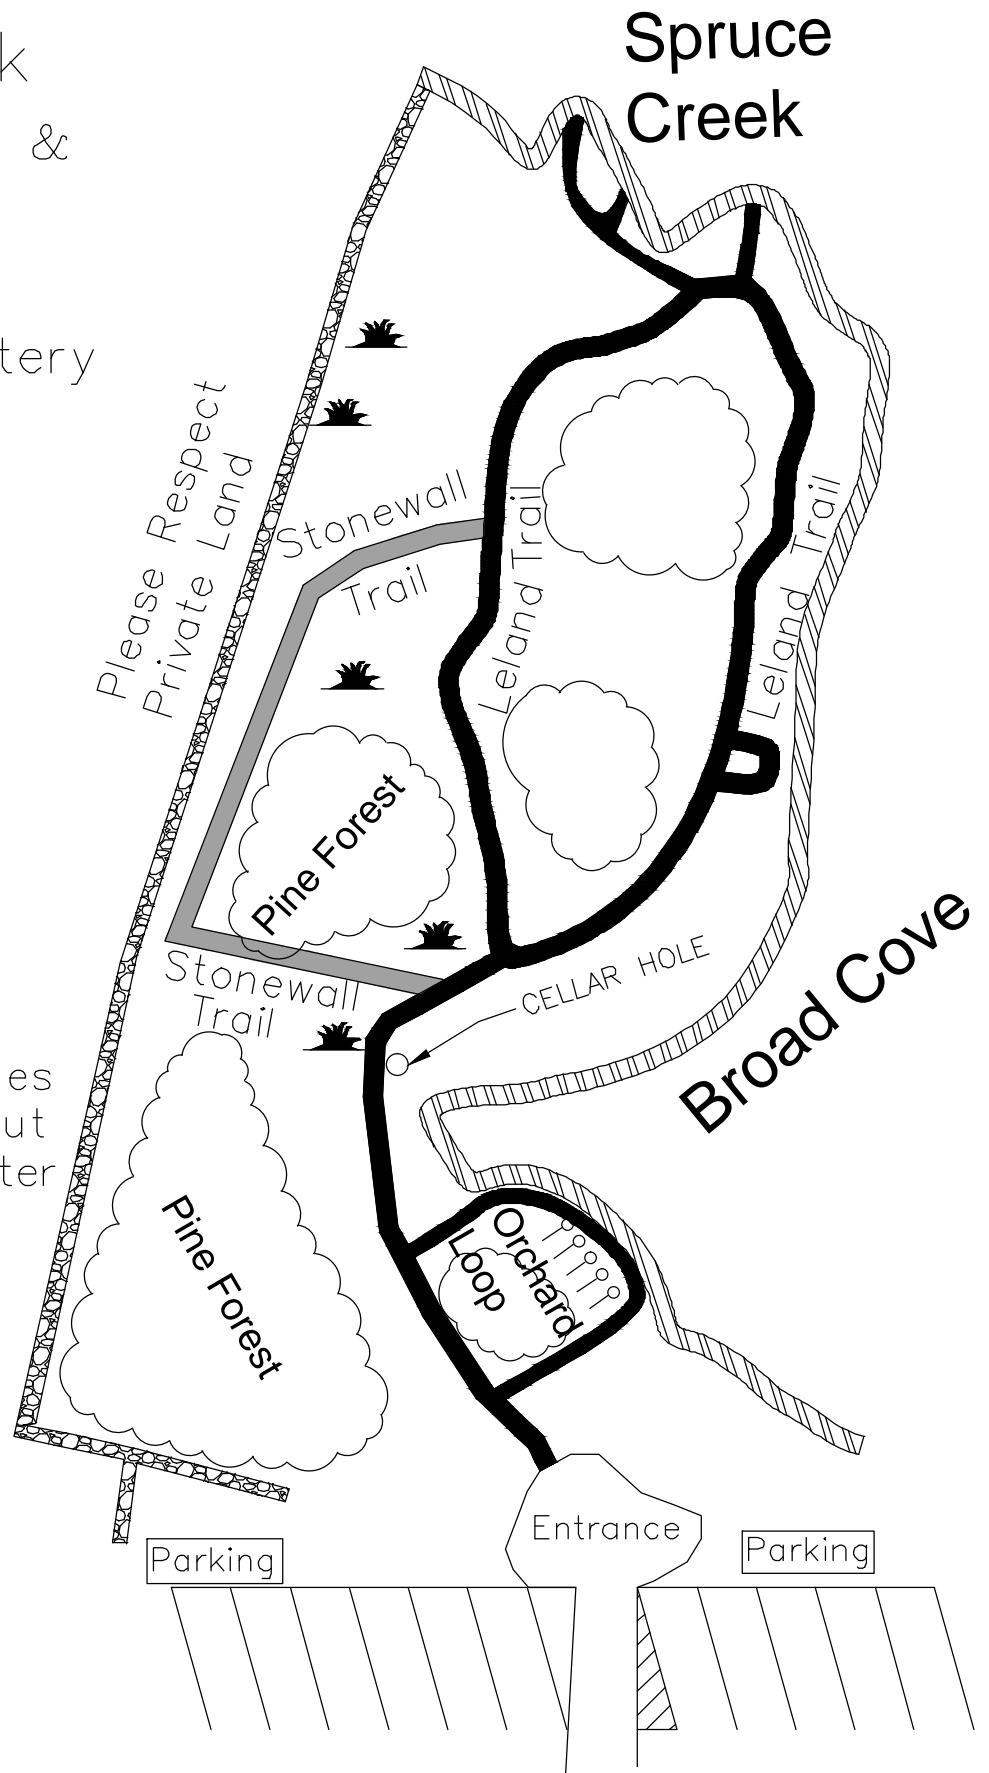 Spruce
Creek
k
&
tery
Please Respect
Private Land
Stonewall
Trail
Leland Trail
Leland Trail
Pine Forest
Stonewall
Trail
CELLAR HOLE
Broad Cove
es
ut
ter
Pine Forest
Orchard
Loop
Entrance
Parking
Parking